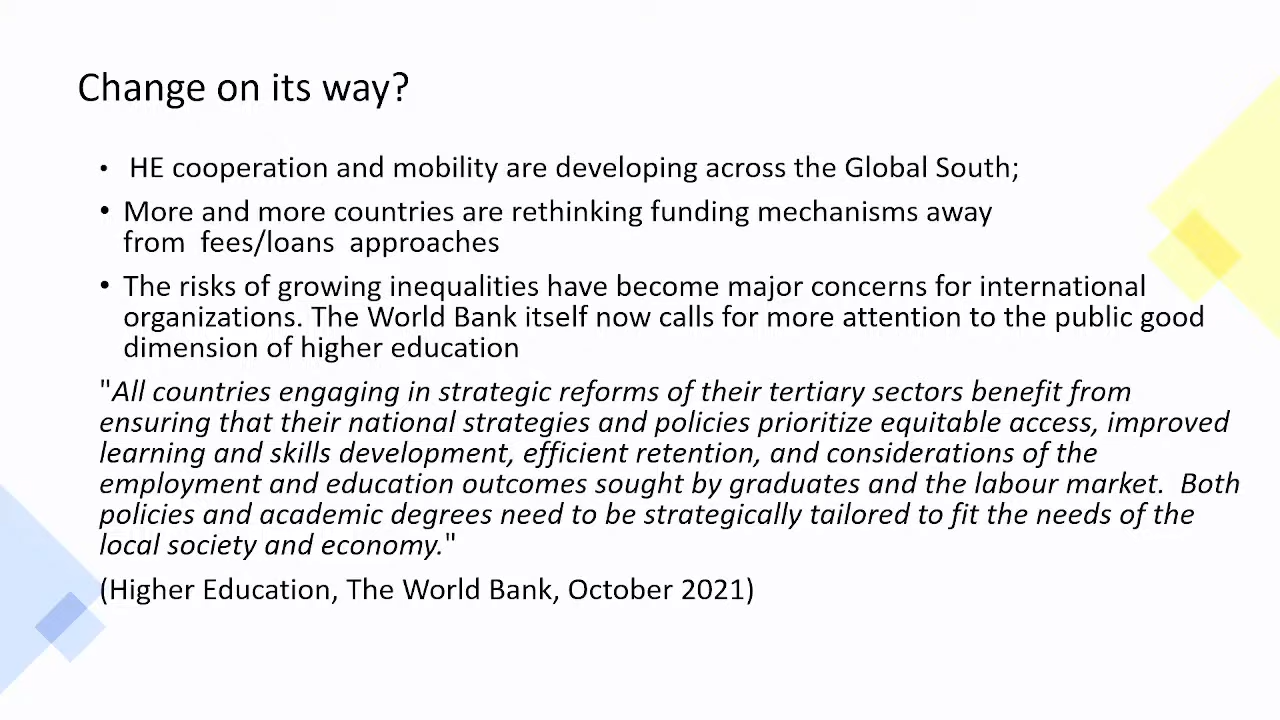 Change on its way?
• HE cooperation and mobility are developing across the Global South;
• More and more countries are rethinking funding mechanisms away
from fees/loans approaches
• The risks of growing inequalities have become major concerns for international
organizations. The World Bank itself now calls for more attention to the public good
dimension of higher education
"All countries engaging in strategic reforms of their tertiary sectors benefit from
ensuring that their national strategies and policies prioritize equitable access, improved
learning and skills development, efficient retention, and considerations of the
employment and education outcomes sought by graduates and the labour market.  Both
policies and academic degrees need to be strategically tailored to fit the needs of the
local society and economy."
(Higher Education, The World Bank, October 2021)